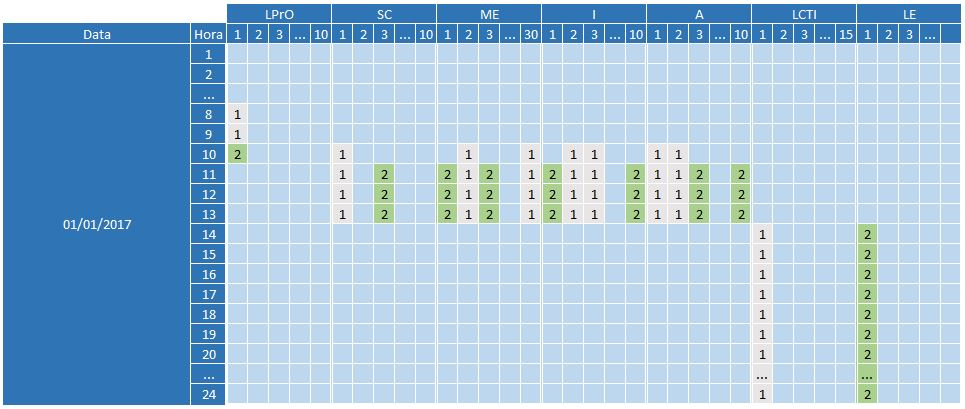 LPrO SC ME I A LCTI LE
Data Hora 1 2 3 ... 10 1 2 3 ... 10 1 2 3 ... 30 1 2 3 ... 10 1 2 3 ... 10 1 2 3 ... 15 1 2 3 ...
1
2
...
8 1
9 1
10 2 1 1 1 1 1 1 1
11 1 2 2 1 2 1 2 1 1 2 1 1 2 2
12 1 2 2 1 2 1 2 1 1 2 1 1 2 2
13 1 2 2 1 2 1 2 1 1 2 1 1 2 2
01/01/2017
14 1 2
15 1 2
16 1 2
17 1 2
18 1 2
19 1 2
20 1 2
... ... ...
24 1 2